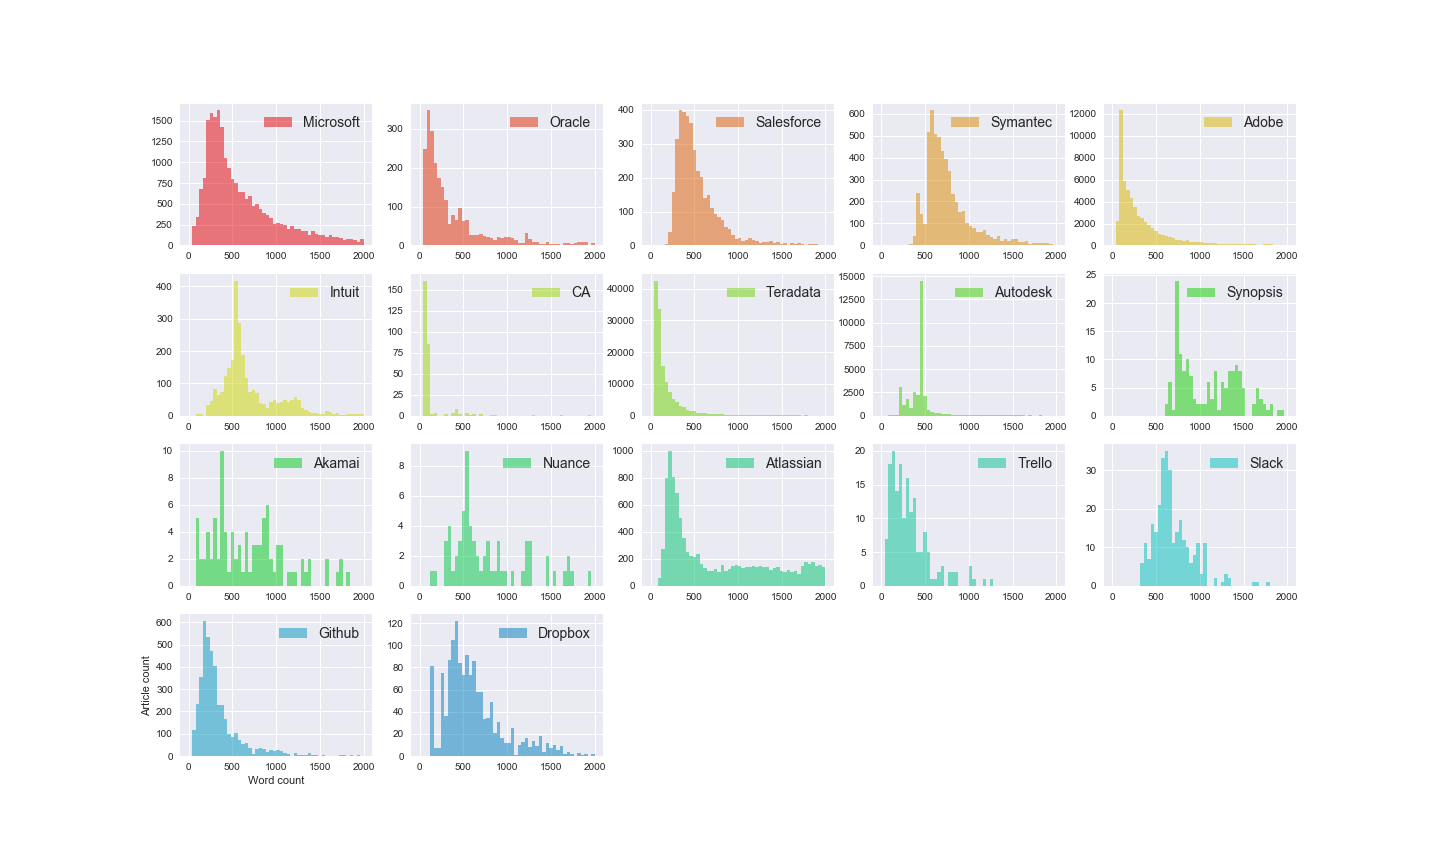 Microsoft
1500
1250
1000
750
500
250
0
0 500 1000 1500 2000
Oracle
300
200
100
0
0 500 1000 1500 2000
Salesforce
400
300
200
100
0
0 500 1000 1500 2000
Symantec
600
500
400
300
200
100
0
0 500 1000 1500 2000
Adobe
12000
10000
8000
6000
4000
2000
0
0 500 1000 1500 2000
Intuit
400
300
200
100
0
0 500 1000 1500 2000
CA
150
125
100
75
50
25
0
0 500 1000 1500 2000
Teradata
40000
30000
20000
10000
0
0 500 1000 1500 2000
Autodesk
15000
12500
10000
7500
5000
2500
0
0 500 1000 1500 2000
Synopsis
25
20
15
10
5
0
0 500 1000 1500 2000
Akamai
10
8
6
4
2
0
0 500 1000 1500 2000
Nuance
8
6
4
2
0
0 500 1000 1500 2000
Atlassian
1000
800
600
400
200
0
0 500 1000 1500 2000
Trello
20
15
10
5
0
0 500 1000 1500 2000
Slack
30
20
10
0
0 500 1000 1500 2000
Github
600
500
400
300
200
100
0
0 500 1000 1500 2000
Article count
Word count
Dropbox
120
100
80
60
40
20
0
0 500 1000 1500 2000